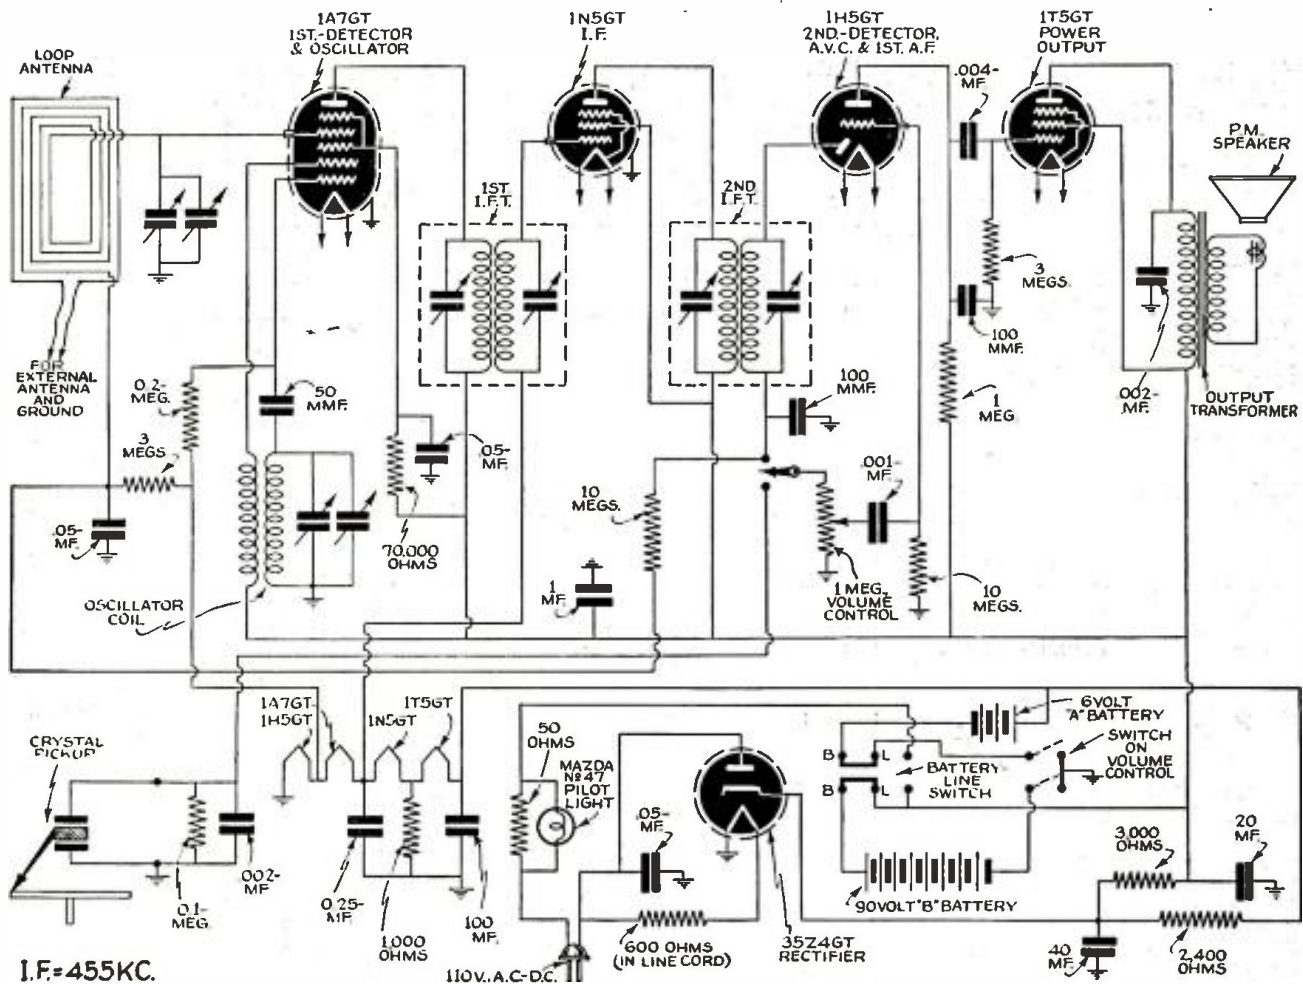 1A7GT
1ST.-DETECTOR
& OSCILLATOR
1N5GT
I.F.
1H5GT
2ND.-DETECTOR,
A.V.C. & 1ST. A.F.
1T5GT
POWER
OUTPUT
LOOP
ANTENNA
.004-
MF.
P.M.
SPEAKER
1ST
I.F.T.
2ND
I.F.T.
3
MEGS.
100
MMF.
FOR
EXTERNAL
ANTENNA
AND
GROUND
0.2-
MEG.
50
MMF.
100
MMF.
1
MEG.
.002-
MF.
OUTPUT
TRANSFORMER
3
MEGS
.05-
MF.
.05-
MF.
70,000
OHMS
10
MEGS.
.001-
MF.
OSCILLATOR
COIL
1
MF.
1 MEG,
VOLUME
CONTROL
10
MEGS.
1A7GT
1H5GT
1N5GT
1T5GT
CRYSTAL
PICKUP
50
OHMS
MAZDA
Nº47
PILOT
LIGHT
6VOLT
"A" BATTERY
B
L
B
L
BATTERY
LINE
SWITCH
SWITCH
ON
VOLUME
CONTROL
.05-
MF.
3,000
OHMS
20
MF.
0.1-
MEG.
.002-
MF.
0.25-
MF.
1,000
OHMS
100
MF.
90VOLT "B" BATTERY
600 OHMS
(IN LINE CORD)
35Z4GT
RECTIFIER
40
MF.
2,400
OHMS
110V., A.C.-D.C.
I.F.=455KC.